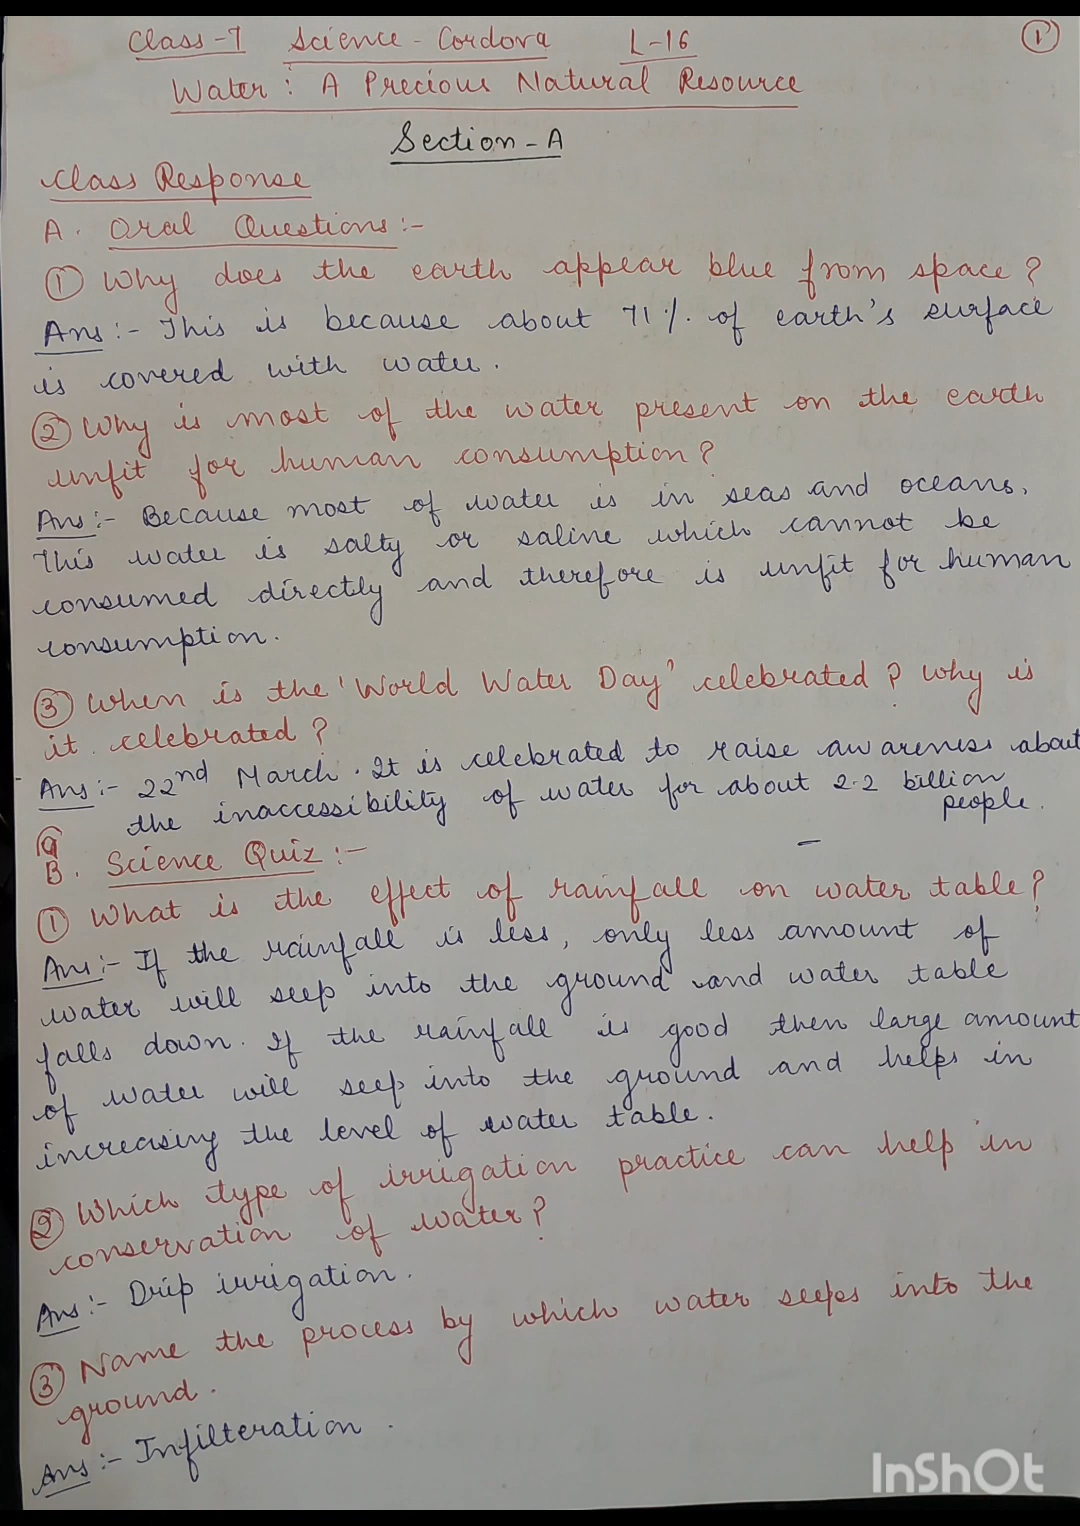 Class-7 Science - Cordova L-16 1
Water: A Precious Natural Resource
Section - A
Class Response
A. Oral Questions:-
1 Why does the earth appear blue from space?
Ans:- This is because about 71%. of earth's surface
is covered with water.
2 Why is most of the water present on the earth
unfit for human consumption?
Ans:- Because most of water is in seas and oceans,
This water is salty or saline which cannot be
consumed directly and therefore is unfit for human
consumption.
3 When is the 'World Water Day' celebrated? Why is
it celebrated?
Ans:- 22nd March. It is celebrated to raise awareness about
the inaccessibility of water for about 2.2 billion
people.
B. Science Quiz:-
1 What is the effect of rainfall on water table?
Ans:- If the rainfall is less, only less amount of
water will seep into the ground and water table
falls down. If the rainfall is good then large amount
of water will seep into the ground and helps in
increasing the level of water table.
2 Which type of irrigation practice can help in
conservation of water?
Ans:- Drip irrigation.
3 Name the process by which water seeps into the
ground.
Ans:- Infilteration.
InShOt